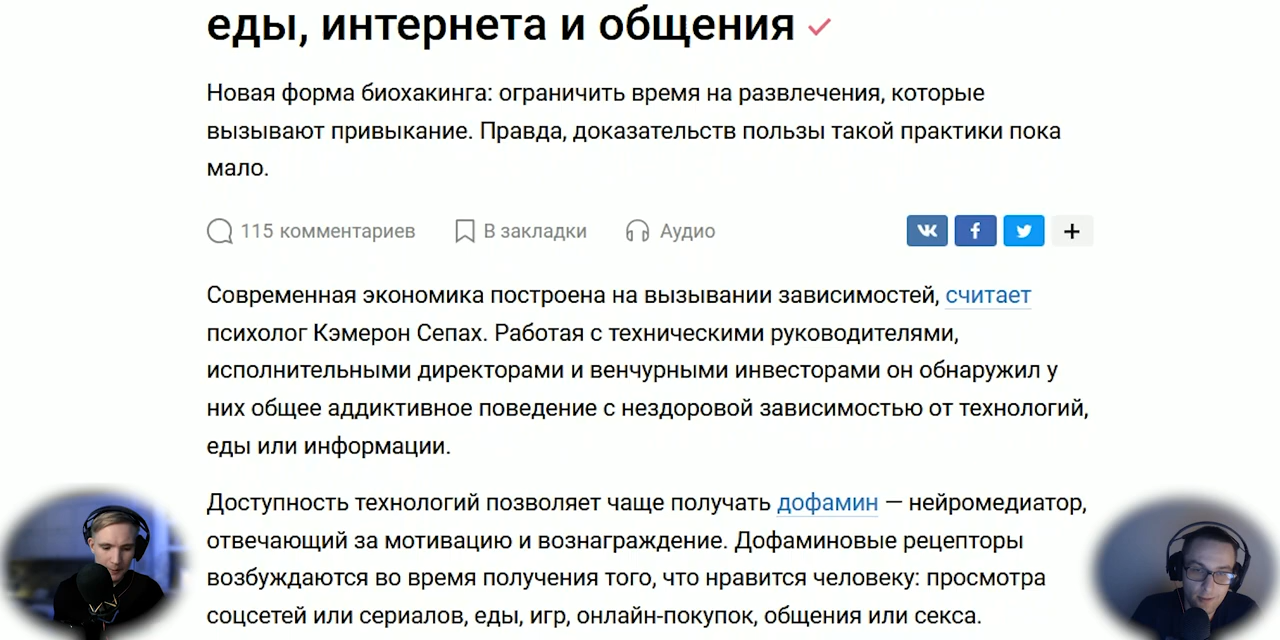 еды, интернета и общения
Новая форма биохакинга: ограничить время на развлечения, которые
вызывают привыкание. Правда, доказательств пользы такой практики пока
мало.
115 комментариев В закладки Аудио
Современная экономика построена на вызывании зависимостей, считает
психолог Кэмерон Сепах. Работая с техническими руководителями,
исполнительными директорами и венчурными инвесторами он обнаружил у
них общее аддиктивное поведение с нездоровой зависимостью от технологий,
еды или информации.
Доступность технологий позволяет чаще получать дофамин — нейромедиатор,
отвечающий за мотивацию и вознаграждение. Дофаминовые рецепторы
возбуждаются во время получения того, что нравится человеку: просмотра
соцсетей или сериалов, еды, игр, онлайн-покупок, общения или секса.